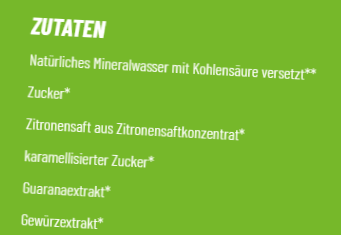 ZUTATEN
Natürliches Mineralwasser mit Kohlensäure versetzt**
Zucker*
Zitronensaft aus Zitronensaftkonzentrat*
karamellisierter Zucker*
Guaranaextrakt*
Gewürzextrakt*